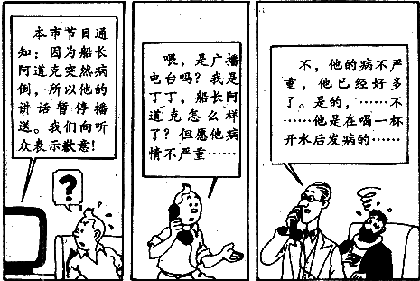 本市节目通
知：因为船长
阿道克突然病
倒，所以他的
讲话暂停播
送。我们向听
众表示歉意！
?
喂，是广播
电台吗？我是
丁丁，船长阿
道克怎么样
了？但愿他病
情不严重……
不，他的病不严
重，他已经好多
了。是的，……不
……他是在喝一杯
开水后发病的……